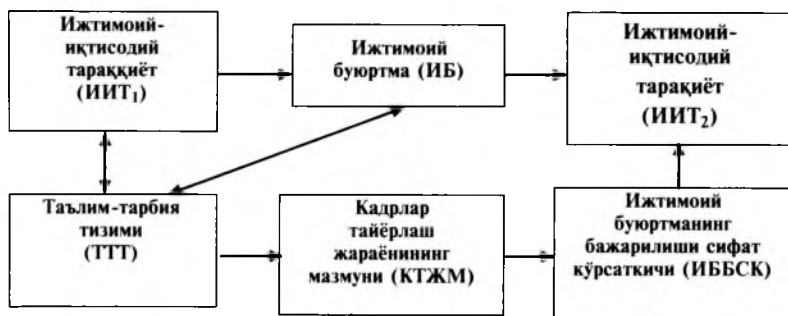 Ижтимоий-
иқтисодий
тараққиёт
(ИИТ₁)
Ижтимоий
буюртма (ИБ)
Ижтимоий-
иқтисодий
тарақиёт
(ИИТ₂)
Таълим-тарбия
тизими
(ТТТ)
Кадрлар
тайёрлаш
жараёнининг
мазмуни (КТЖМ)
Ижтимоий
буюртманинг
бажарилиши сифат
кўрсаткичи (ИББСК)